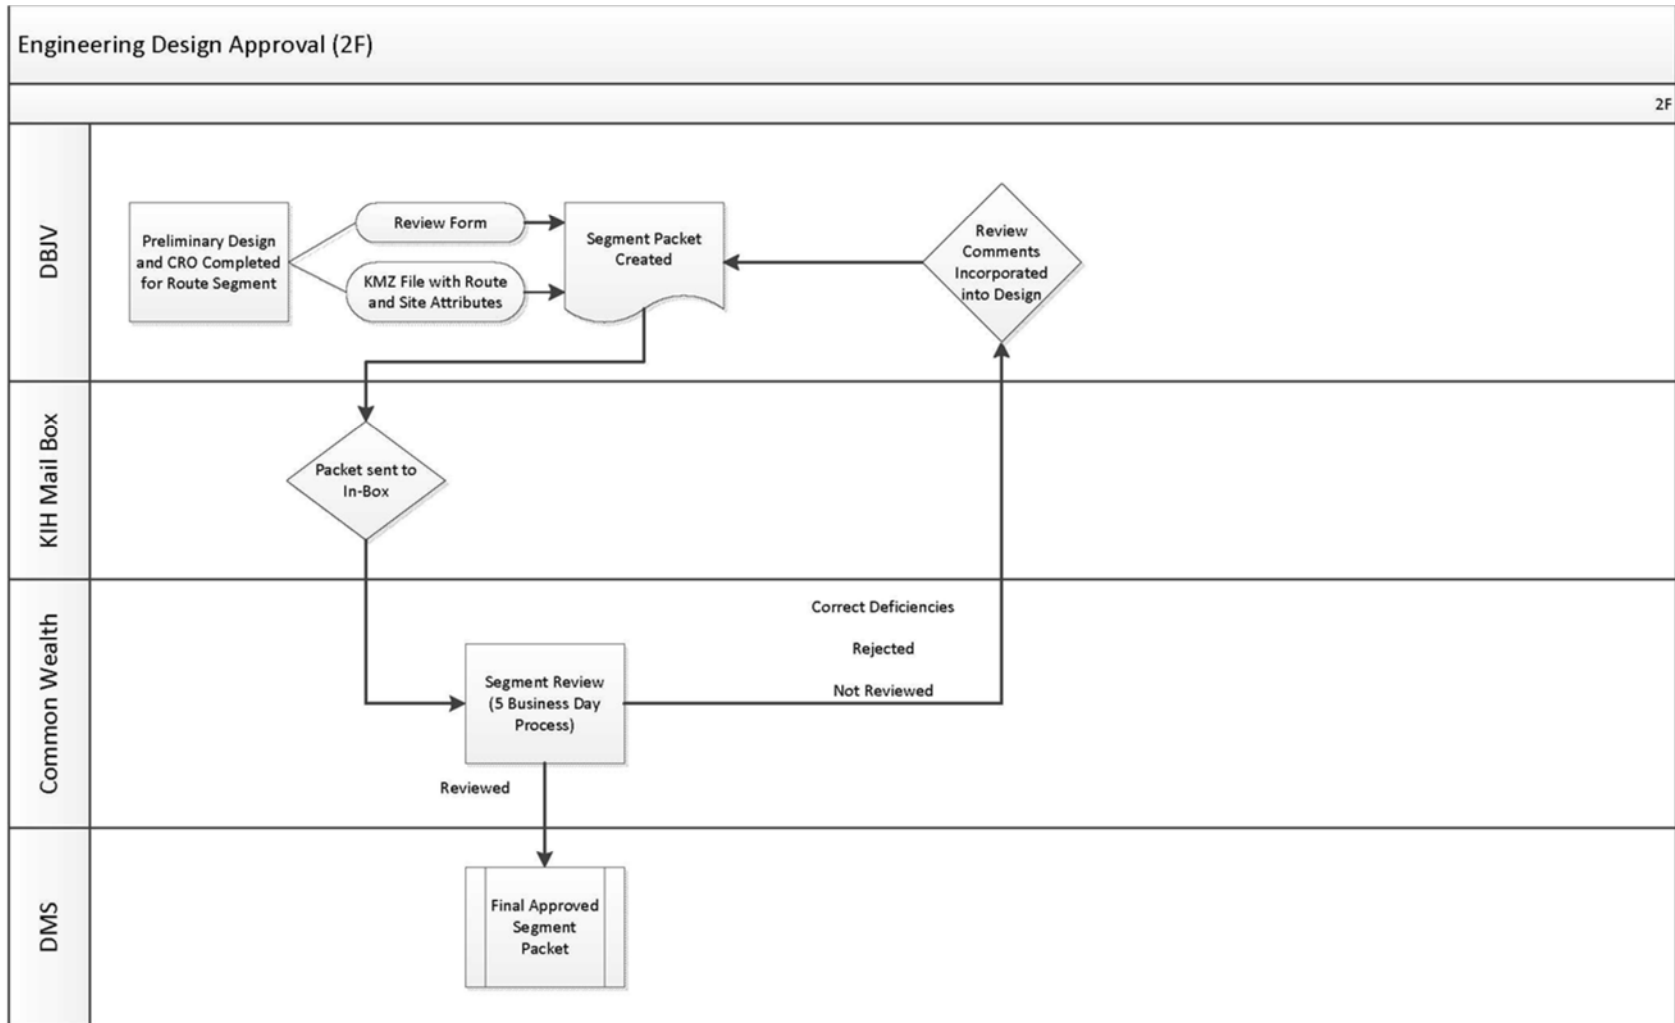 Engineering Design Approval (2F)
2F
DBJV
Preliminary Design
and CRO Completed
for Route Segment
Review Form
KMZ File with Route
and Site Attributes
Segment Packet
Created
Review
Comments
Incorporated
into Design
KIH Mail Box
Packet sent to
In-Box
Common Wealth
Segment Review
(5 Business Day
Process)
Correct Deficiencies
Rejected
Not Reviewed
Reviewed
DMS
Final Approved
Segment
Packet